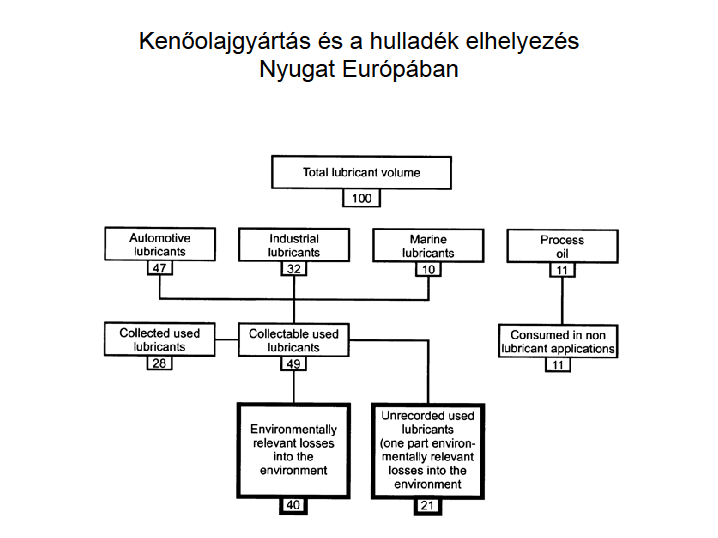 Kenőolajgyártás és a hulladék elhelyezés
Nyugat Európában
Total lubricant volume
100
Automotive
lubricants
47
Industrial
lubricants
32
Marine
lubricants
10
Process
oil
11
Collected used
lubricants
28
Collectable used
lubricants
49
Consumed in non
lubricant applications
11
Environmentally
relevant losses
into the
environment
40
Unrecorded used
lubricants
(one part environ-
mentally relevant
losses into the
environment
21